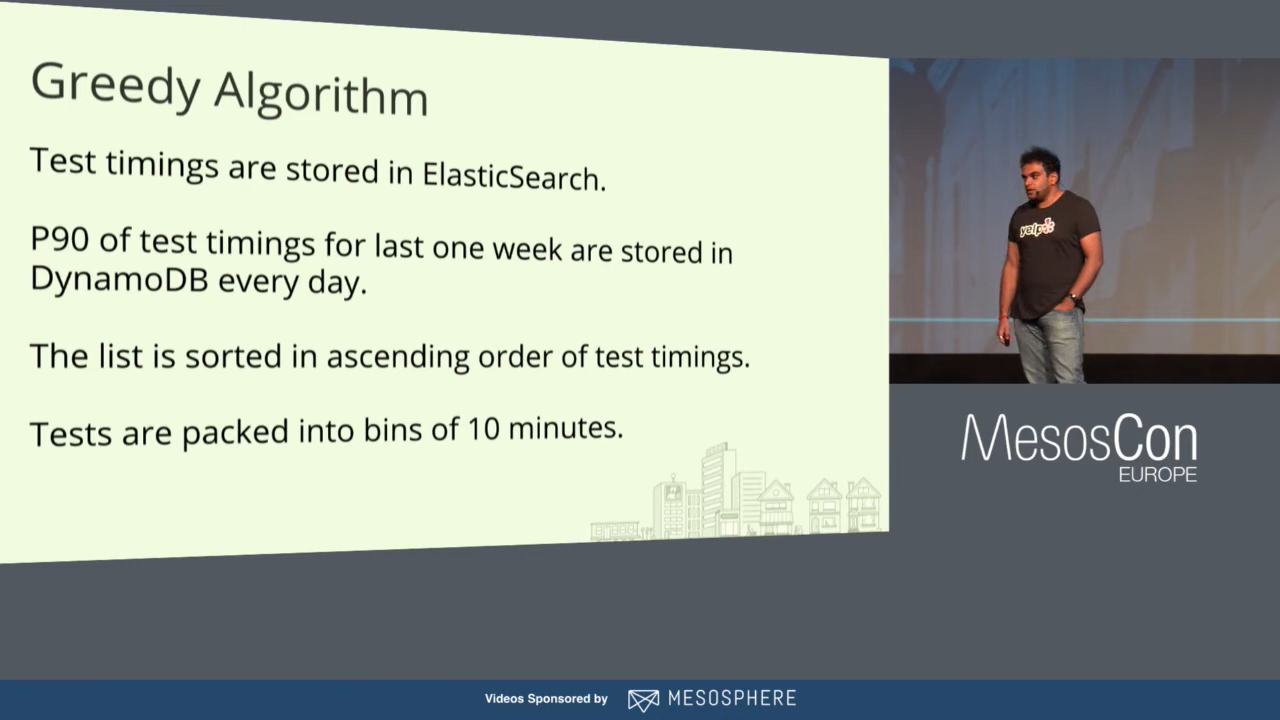 Greedy Algorithm
Test timings are stored in ElasticSearch.
P90 of test timings for last one week are stored in
DynamoDB every day.
The list is sorted in ascending order of test timings.
Tests are packed into bins of 10 minutes.
yelp
MesosCon
EUROPE
Videos Sponsored by MESOSPHERE